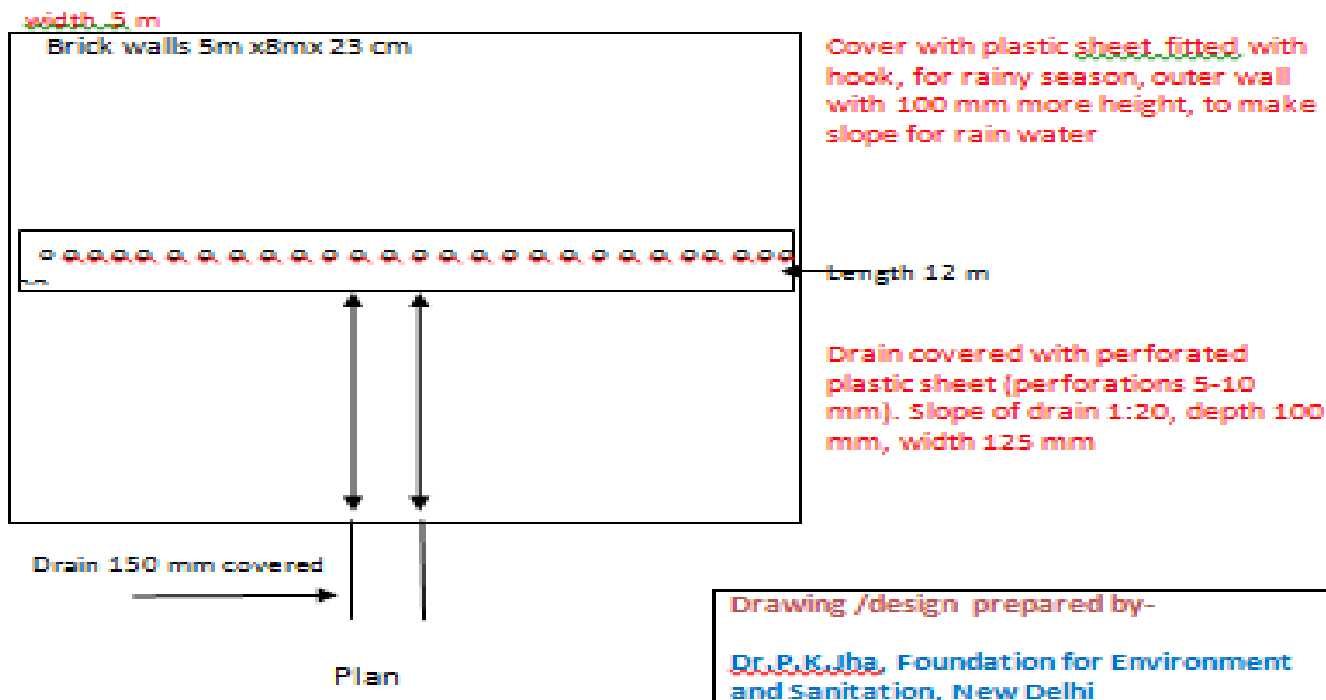 width 5 m
Brick walls 5m x8mx 23 cm
Cover with plastic sheet fitted with
hook, for rainy season, outer wall
with 100 mm more height, to make
slope for rain water
Length 12 m
Drain covered with perforated
plastic sheet (perforations 5-10
mm). Slope of drain 1:20, depth 100
mm, width 125 mm
Drain 150 mm covered
Plan
Drawing /design prepared by-
Dr.P.K.Jha, Foundation for Environment
and Sanitation, New Delhi